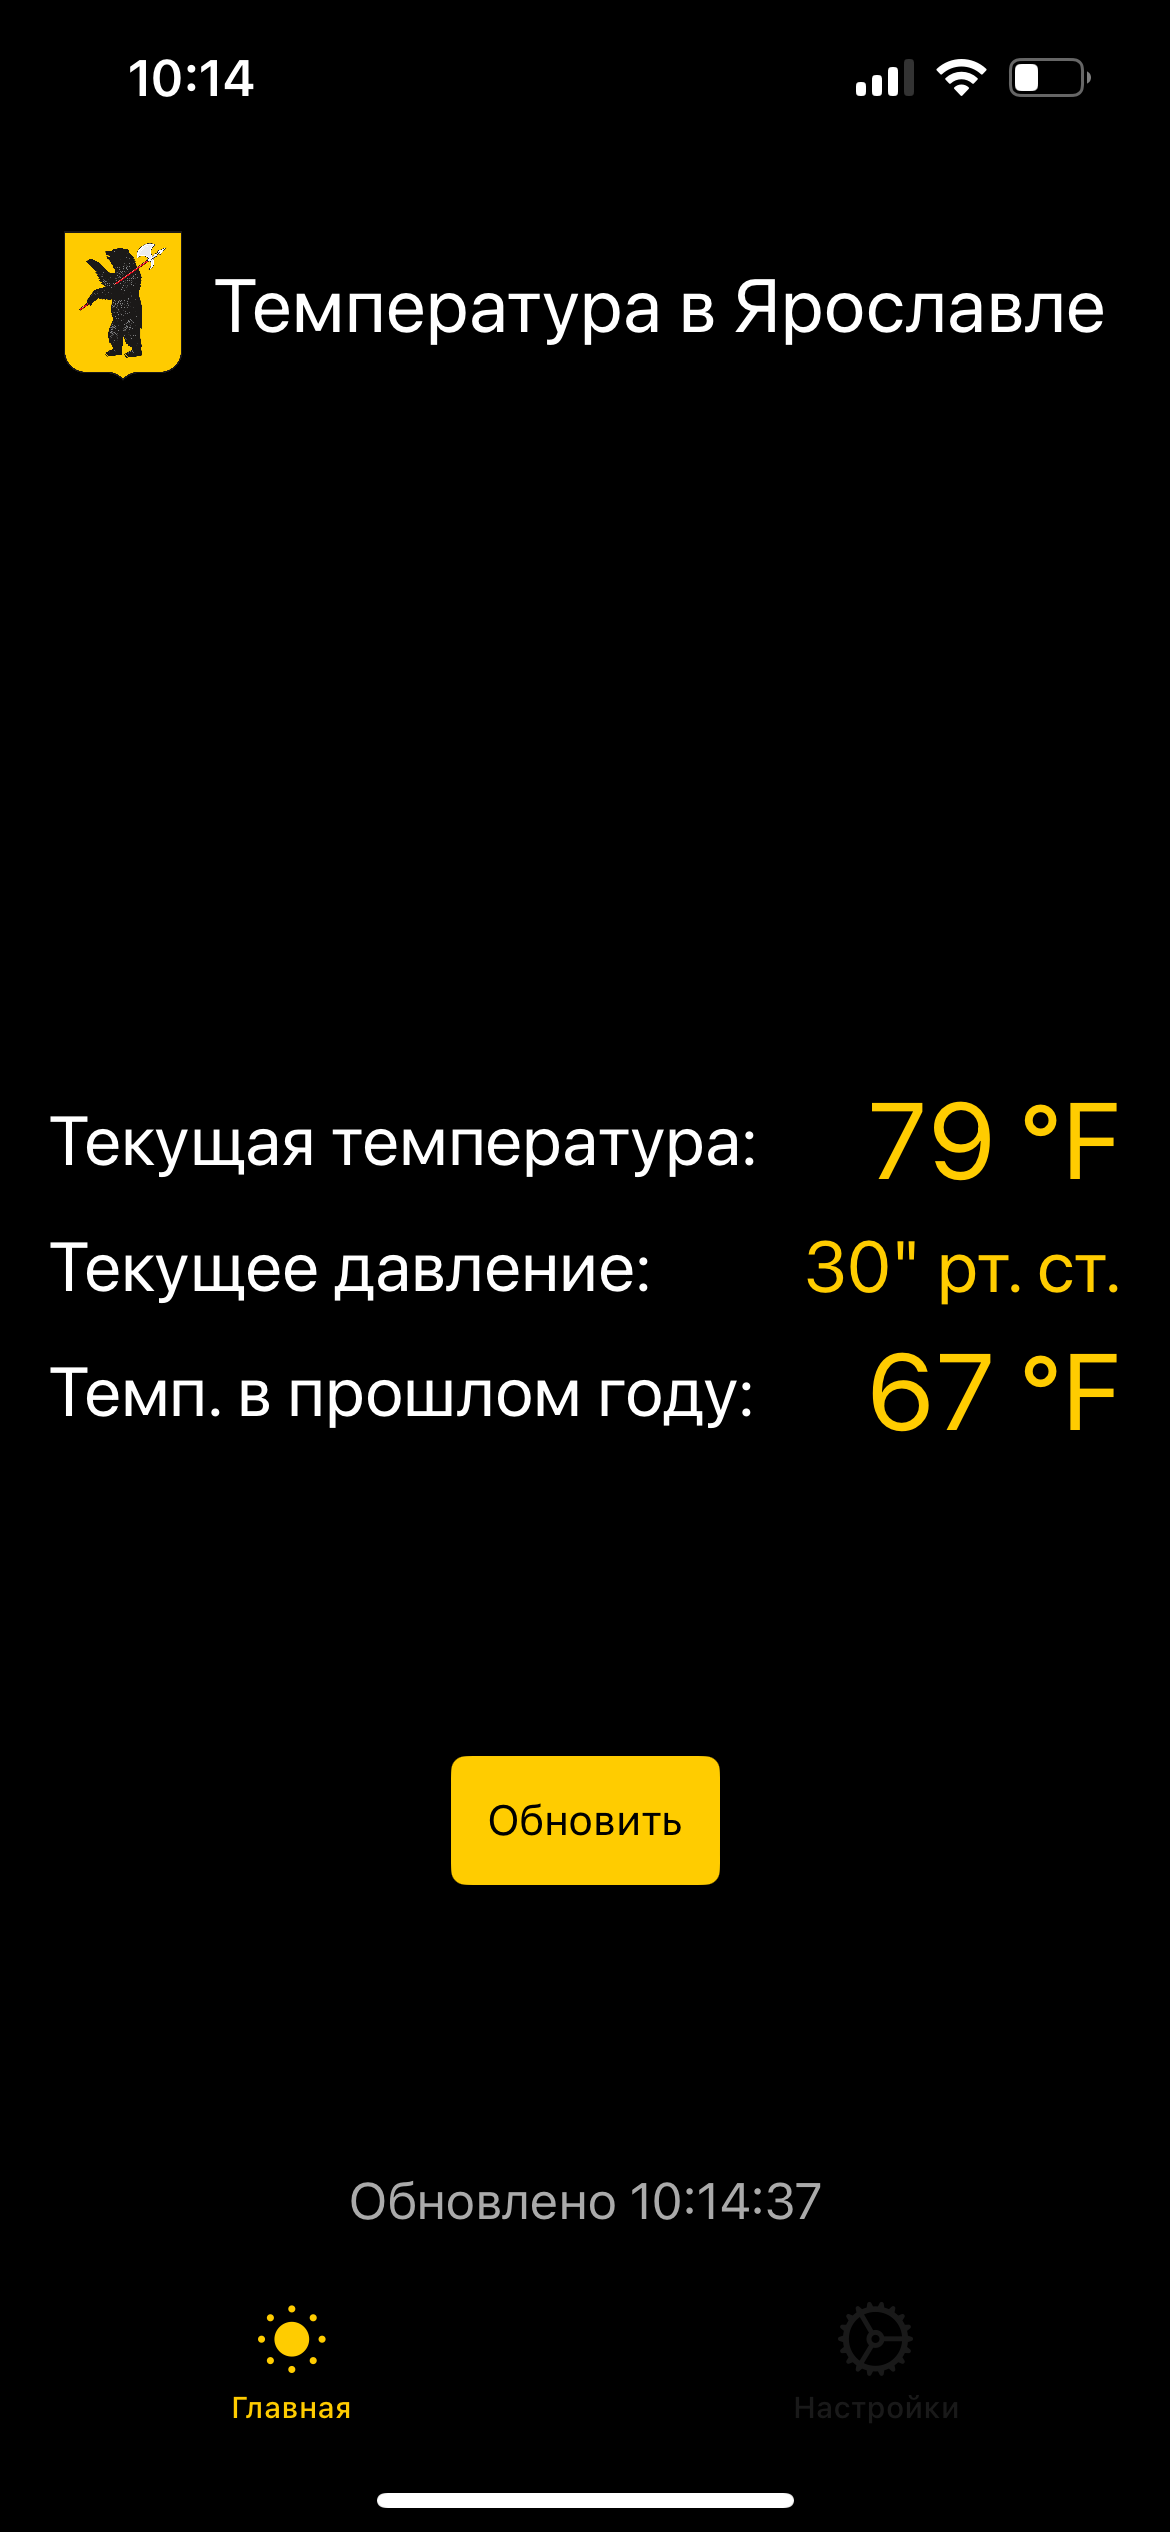 10:14
Температура в Ярославле
Текущая температура: 79 °F
Текущее давление: 30" рт. ст.
Темп. в прошлом году: 67 °F
Обновить
Обновлено 10:14:37
Главная Настройки